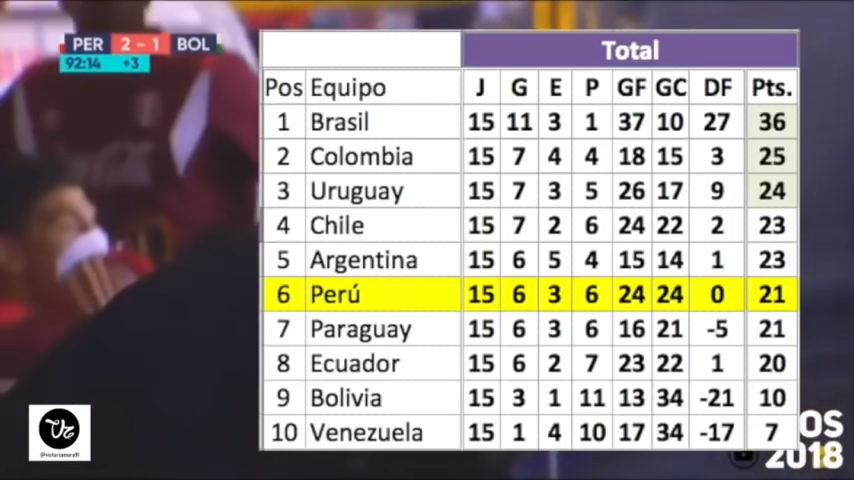 PER 2 - 1 BOL
92:14 +3
Total
Pos Equipo J G E P GF GC DF Pts.
1 Brasil 15 11 3 1 37 10 27 36
2 Colombia 15 7 4 4 18 15 3 25
3 Uruguay 15 7 3 5 26 17 9 24
4 Chile 15 7 2 6 24 22 2 23
5 Argentina 15 6 5 4 15 14 1 23
6 Perú 15 6 3 6 24 24 0 21
7 Paraguay 15 6 3 6 16 21 -5 21
8 Ecuador 15 6 2 7 23 22 1 20
9 Bolivia 15 3 1 11 13 34 -21 10
10 Venezuela 15 1 4 10 17 34 -17 7
OS
2018